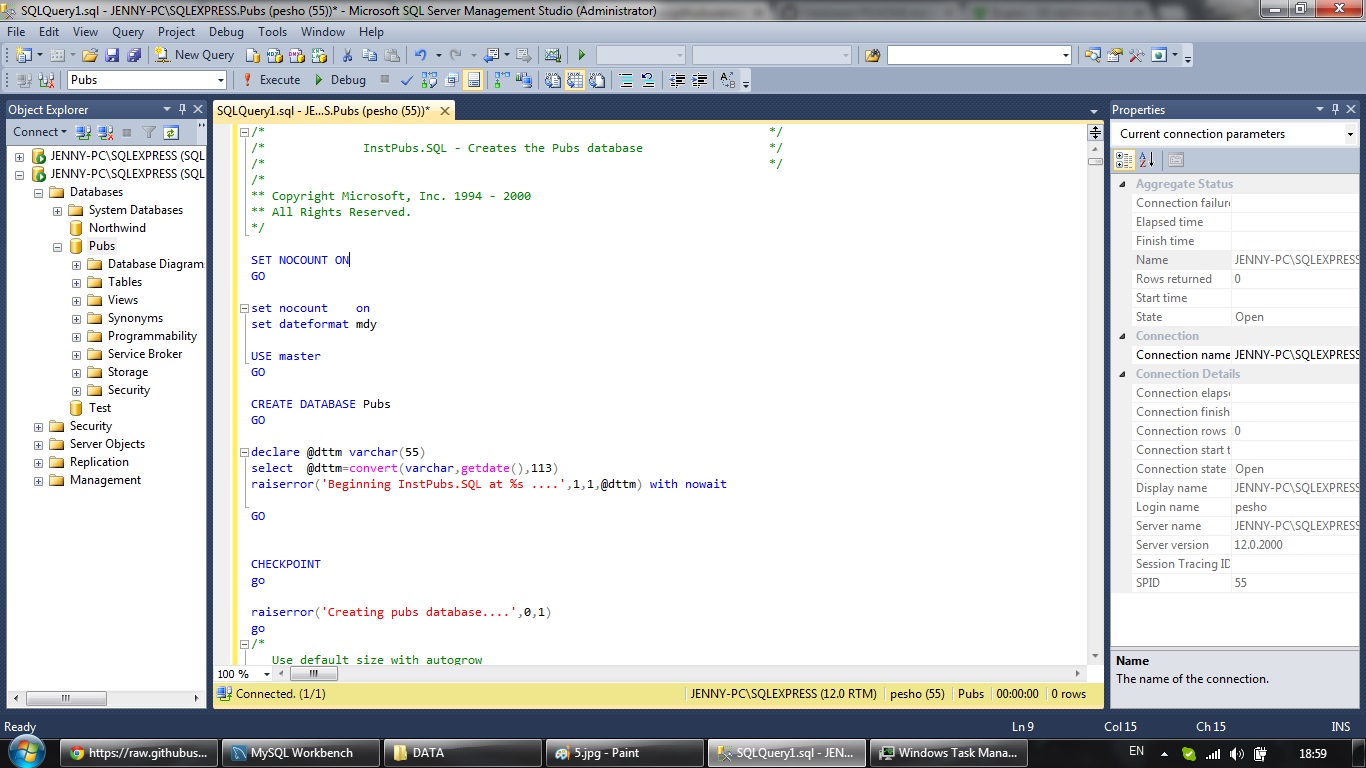 SQLQuery1.sql - JENNY-PC\SQLEXPRESS.Pubs (pesho (55))* - Microsoft SQL Server Management Studio (Administrator)
File Edit View Query Project Debug Tools Window Help
New Query
Pubs Execute Debug
Object Explorer
Connect
JENNY-PC\SQLEXPRESS (SQL
JENNY-PC\SQLEXPRESS (SQL
Databases
System Databases
Northwind
Pubs
Database Diagram
Tables
Views
Synonyms
Programmability
Service Broker
Storage
Security
Test
Security
Server Objects
Replication
Management
SQLQuery1.sql - JE...S.Pubs (pesho (55))*
/* */
/* InstPubs.SQL - Creates the Pubs database */
/* */
/*
** Copyright Microsoft, Inc. 1994 - 2000
** All Rights Reserved.
*/
SET NOCOUNT ON
GO
set nocount    on
set dateformat mdy
USE master
GO
CREATE DATABASE Pubs
GO
declare @dttm varchar(55)
select  @dttm=convert(varchar,getdate(),113)
raiserror('Beginning InstPubs.SQL at %s ....',1,1,@dttm) with nowait
GO
CHECKPOINT
go
raiserror('Creating pubs database....',0,1)
go
/*
Use default size with autogrow
100 %
Connected. (1/1) JENNY-PC\SQLEXPRESS (12.0 RTM) pesho (55) Pubs 00:00:00 0 rows
Properties
Current connection parameters
Aggregate Status
Connection failure
Elapsed time
Finish time
Name JENNY-PC\SQLEXPRESS
Rows returned 0
Start time
State Open
Connection
Connection name JENNY-PC\SQLEXPRESS
Connection Details
Connection elaps
Connection finish
Connection rows 0
Connection start t
Connection state Open
Display name JENNY-PC\SQLEXPRESS
Login name pesho
Server name JENNY-PC\SQLEXPRESS
Server version 12.0.2000
Session Tracing ID
SPID 55
Name
The name of the connection.
Ready Ln 9 Col 15 Ch 15 INS
https://raw.githubus... MySQL Workbench DATA 5.jpg - Paint SQLQuery1.sql - JEN... Windows Task Mana... EN 18:59